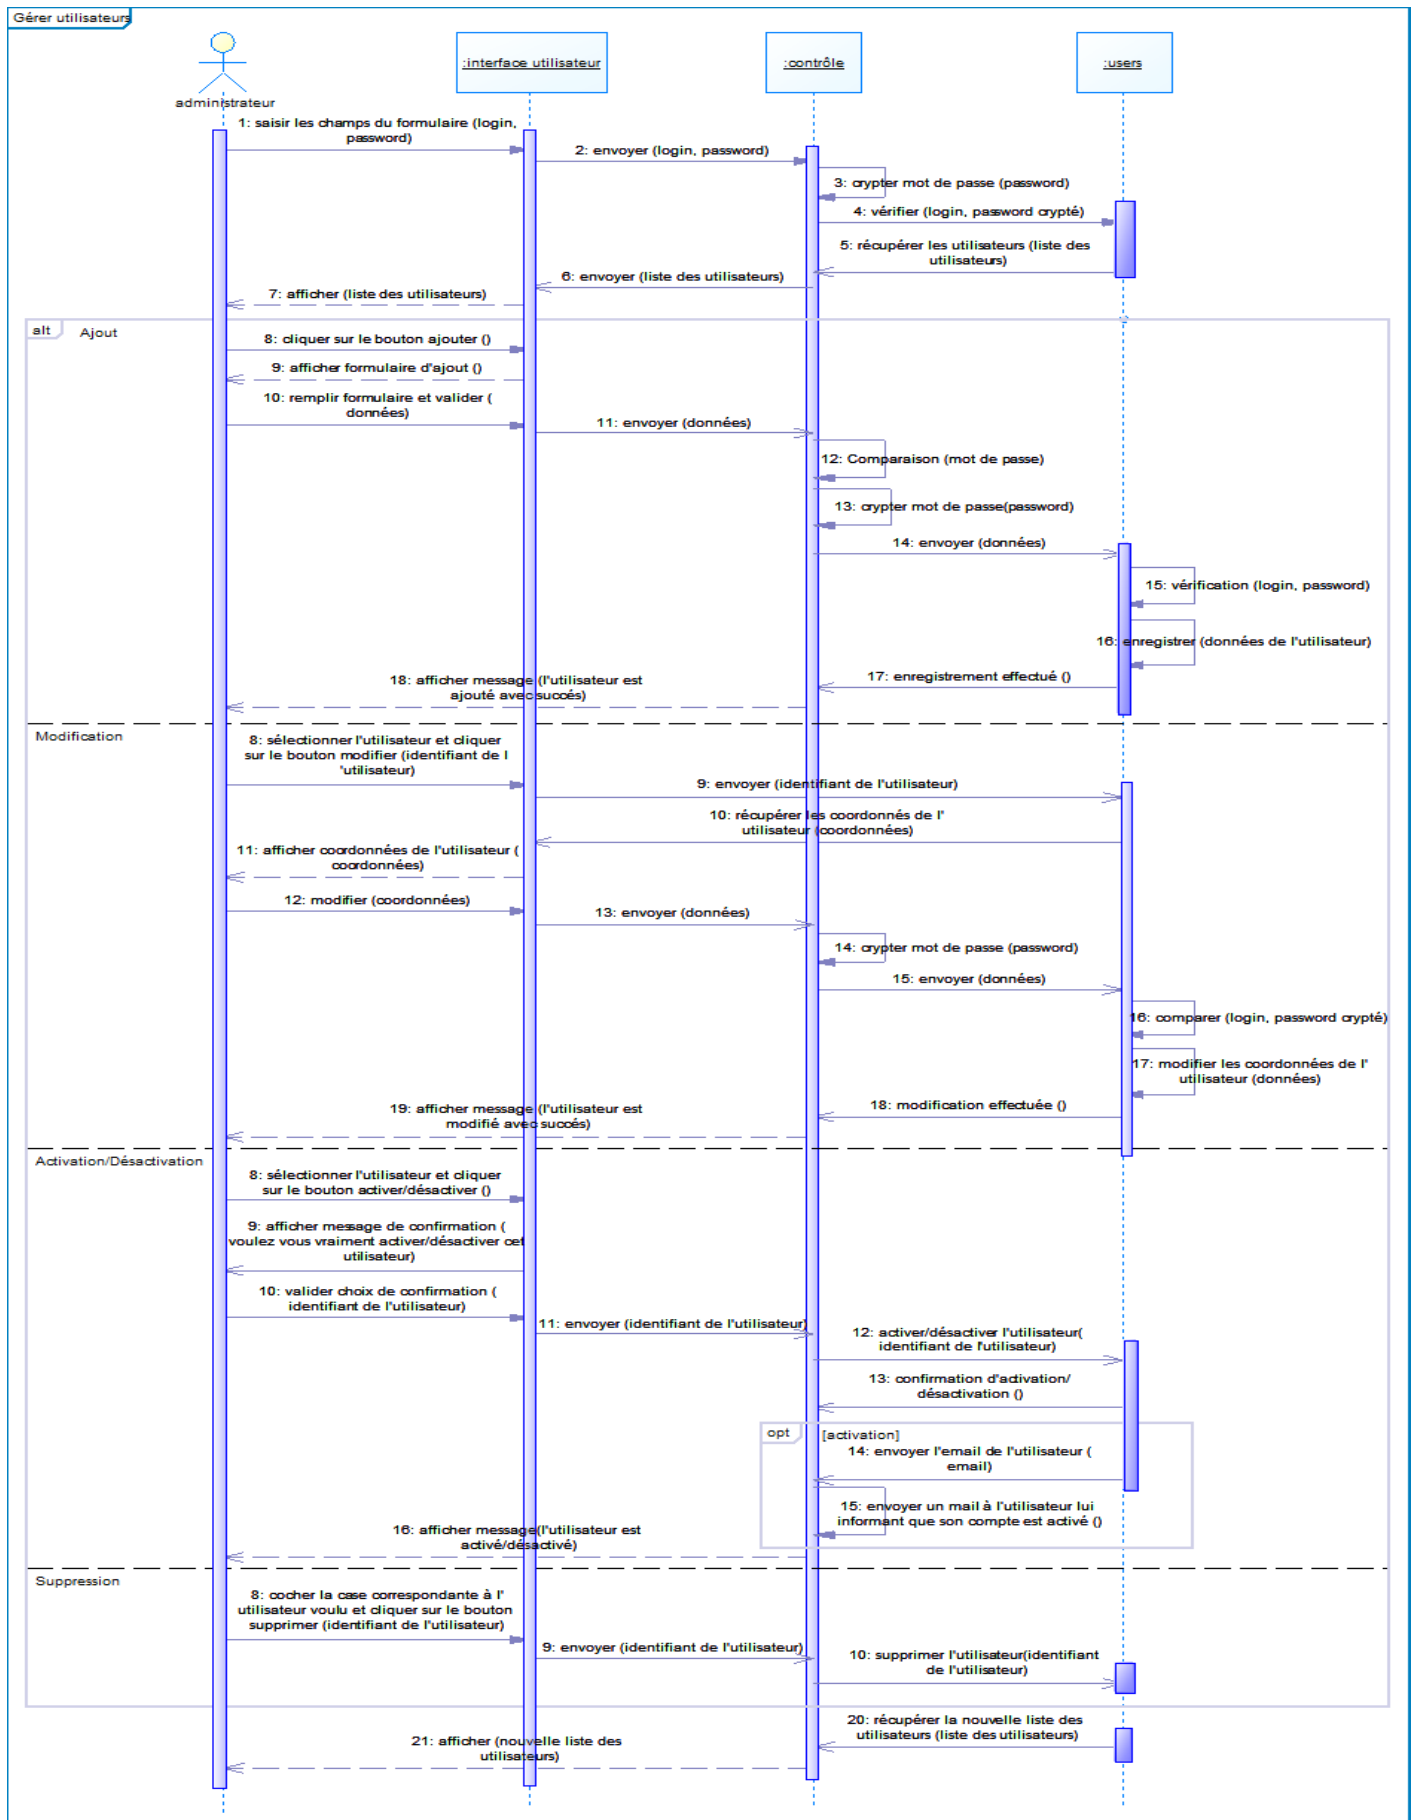 Gérer utilisateurs
administrateur
:interface utilisateur
:contrôle
:users
1: saisir les champs du formulaire (login,
password)
2: envoyer (login, password)
3: crypter mot de passe (password)
4: vérifier (login, password crypté)
5: récupérer les utilisateurs (liste des
utilisateurs)
6: envoyer (liste des utilisateurs)
7: afficher (liste des utilisateurs)
alt
Ajout
8: cliquer sur le bouton ajouter ()
9: afficher formulaire d'ajout ()
10: remplir formulaire et valider (
données)
11: envoyer (données)
12: Comparaison (mot de passe)
13: crypter mot de passe(password)
14: envoyer (données)
15: vérification (login, password)
16: enregistrer (données de l'utilisateur)
17: enregistrement effectué ()
18: afficher message (l'utilisateur est
ajouté avec succés)
Modification
8: sélectionner l'utilisateur et cliquer
sur le bouton modifier (identifiant de l
'utilisateur)
9: envoyer (identifiant de l'utilisateur)
10: récupérer les coordonnés de l'
utilisateur (coordonnées)
11: afficher coordonnées de l'utilisateur (
coordonnées)
12: modifier (coordonnées)
13: envoyer (données)
14: crypter mot de passe (password)
15: envoyer (données)
16: comparer (login, password crypté)
17: modifier les coordonnées de l'
utilisateur (données)
18: modification effectuée ()
19: afficher message (l'utilisateur est
modifié avec succés)
Activation/Désactivation
8: sélectionner l'utilisateur et cliquer
sur le bouton activer/désactiver ()
9: afficher message de confirmation (
voulez vous vraiment activer/désactiver cet
utilisateur)
10: valider choix de confirmation (
identifiant de l'utilisateur)
11: envoyer (identifiant de l'utilisateur)
12: activer/désactiver l'utilisateur(
identifiant de l'utilisateur)
13: confirmation d'activation/
désactivation ()
opt
[activation]
14: envoyer l'email de l'utilisateur (
email)
15: envoyer un mail à l'utilisateur lui
informant que son compte est activé ()
16: afficher message(l'utilisateur est
activé/désactivé)
Suppression
8: cocher la case correspondante à l'
utilisateur voulu et cliquer sur le bouton
supprimer (identifiant de l'utilisateur)
9: envoyer (identifiant de l'utilisateur)
10: supprimer l'utilisateur(identifiant
de l'utilisateur)
20: récupérer la nouvelle liste des
utilisateurs (liste des utilisateurs)
21: afficher (nouvelle liste des
utilisateurs)